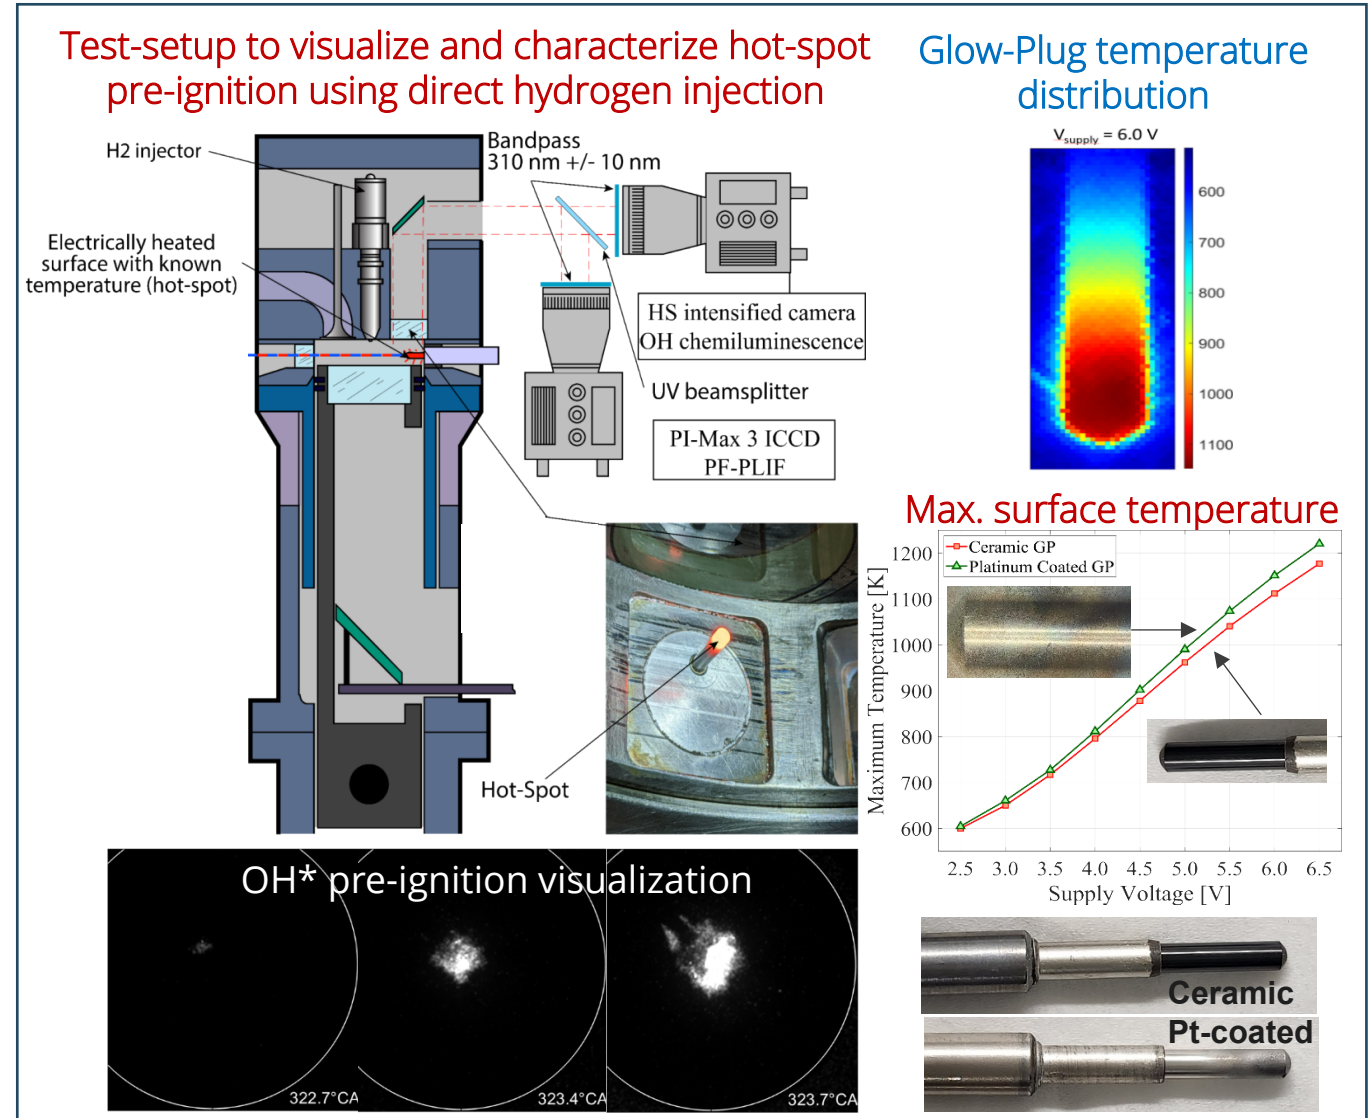 Test-setup to visualize and characterize hot-spot
pre-ignition using direct hydrogen injection
H2 injector
Electrically heated
surface with known
temperature (hot-spot)
Bandpass
310 nm +/- 10 nm
HS intensified camera
OH chemiluminescence
UV beamsplitter
PI-Max 3 ICCD
PF-PLIF
Hot-Spot
OH* pre-ignition visualization
322.7°CA
323.4°CA
323.7°CA
Glow-Plug temperature
distribution
Vsupply = 6.0 V
600
700
800
900
1000
1100
Max. surface temperature
Ceramic GP
Platinum Coated GP
Maximum Temperature [K]
1200
1100
1000
900
800
700
600
2.5 3.0 3.5 4.0 4.5 5.0 5.5 6.0 6.5
Supply Voltage [V]
Ceramic
Pt-coated